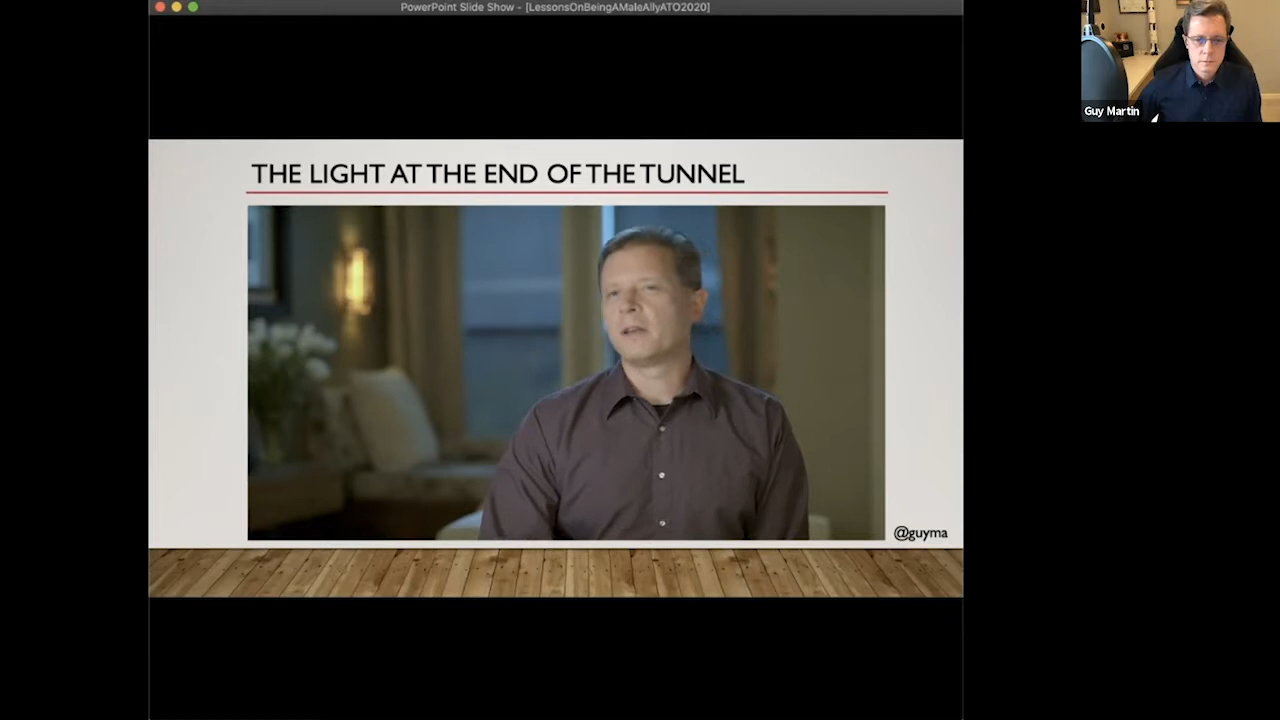 PowerPoint Slide Show - [LessonsOnBeingAMaleAllyATO2020]
Guy Martin
THE LIGHT AT THE END OF THE TUNNEL
@guyma